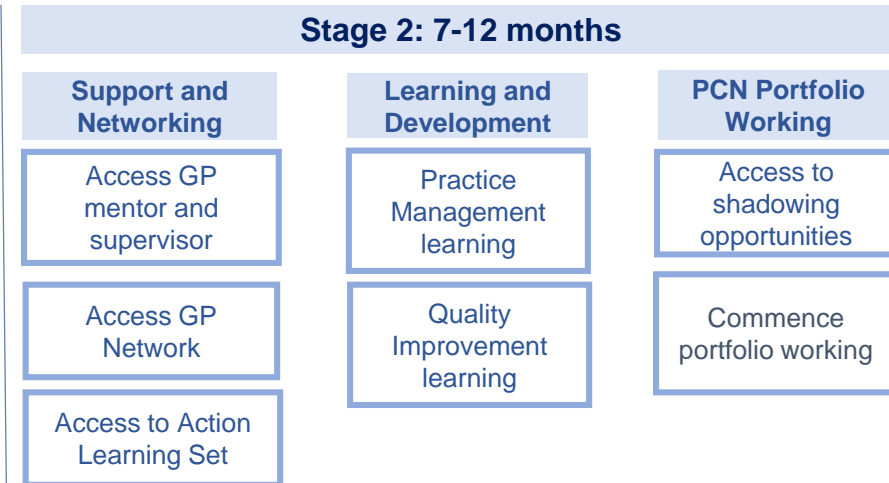 Stage 2: 7-12 months
Support and
Networking
Access GP
mentor and
supervisor
Access GP
Network
Access to Action
Learning Set
Learning and
Development
Practice
Management
learning
Quality
Improvement
learning
PCN Portfolio
Working
Access to
shadowing
opportunities
Commence
portfolio working